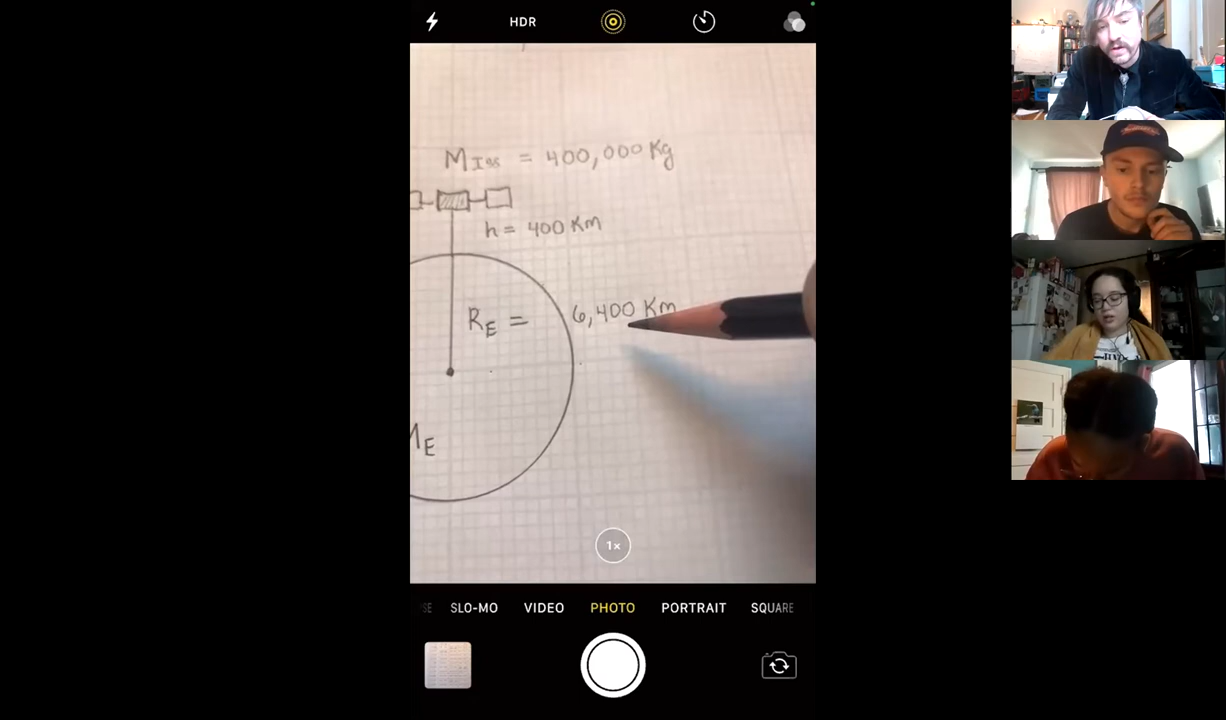 HDR
M Iss = 400,000 Kg
h = 400 Km
R E = 6,400 Km
M E
1×
SLO-MO VIDEO PHOTO PORTRAIT SQUARE